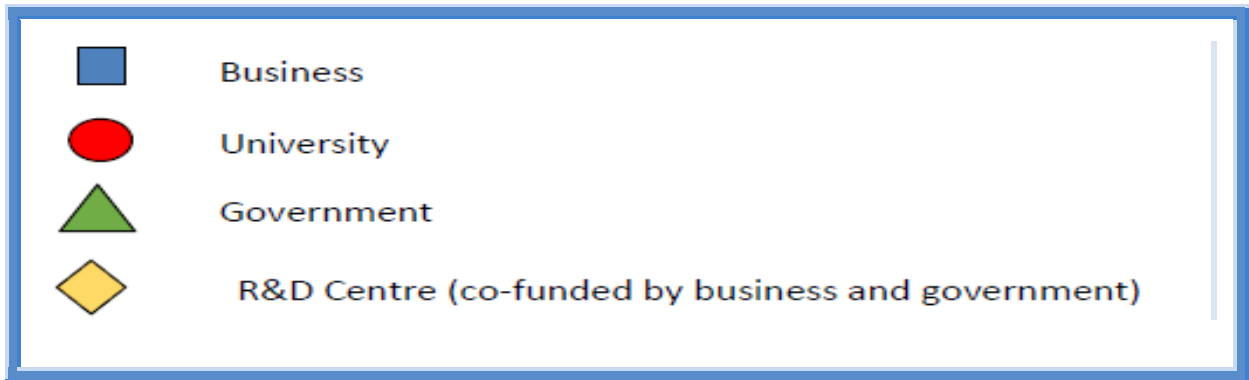 Business
University
Government
R&D Centre (co-funded by business and government)